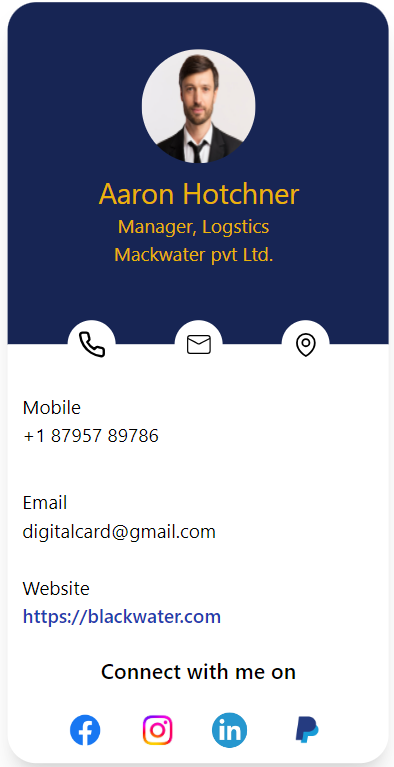 Aaron Hotchner
Manager, Logstics
Mackwater pvt Ltd.
Mobile
+1 87957 89786
Email
digitalcard@gmail.com
Website
https://blackwater.com
Connect with me on
in